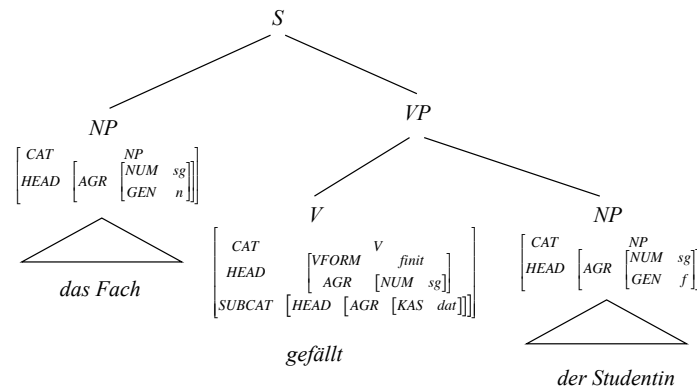 S
NP
VP
CAT NP
HEAD AGR NUM sg
GEN n
das Fach
V
CAT V
HEAD VFORM finit
AGR NUM sg
SUBCAT HEAD AGR KAS dat
gefällt
NP
CAT NP
HEAD AGR NUM sg
GEN f
der Studentin